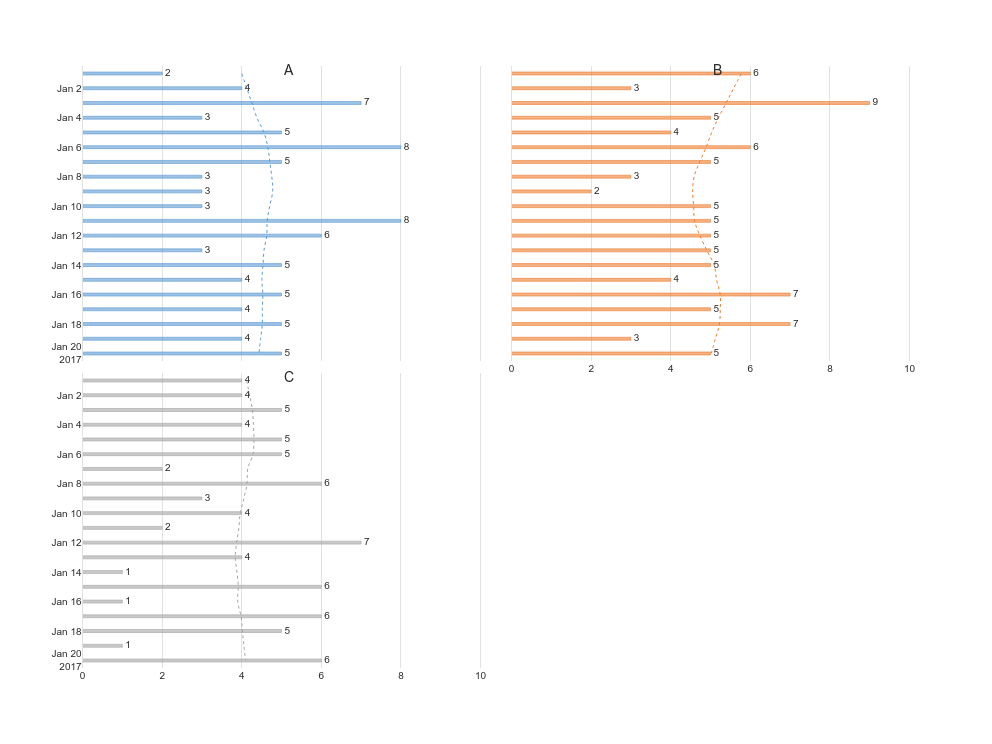 A
2
Jan 2 4
7
Jan 4 3
5
Jan 6 8
5
Jan 8 3
3
Jan 10 3
8
Jan 12 6
3
Jan 14 5
4
Jan 16 5
4
Jan 18 5
4
Jan 20
2017 5
B
6
3
9
5
4
6
5
3
2
5
5
5
5
5
4
7
5
7
3
5
0 2 4 6 8 10
C
4
Jan 2 4
5
Jan 4 4
5
Jan 6 5
2
Jan 8 6
3
Jan 10 4
2
Jan 12 7
4
Jan 14 1
6
Jan 16 1
6
Jan 18 5
1
Jan 20
2017 6
0 2 4 6 8 10